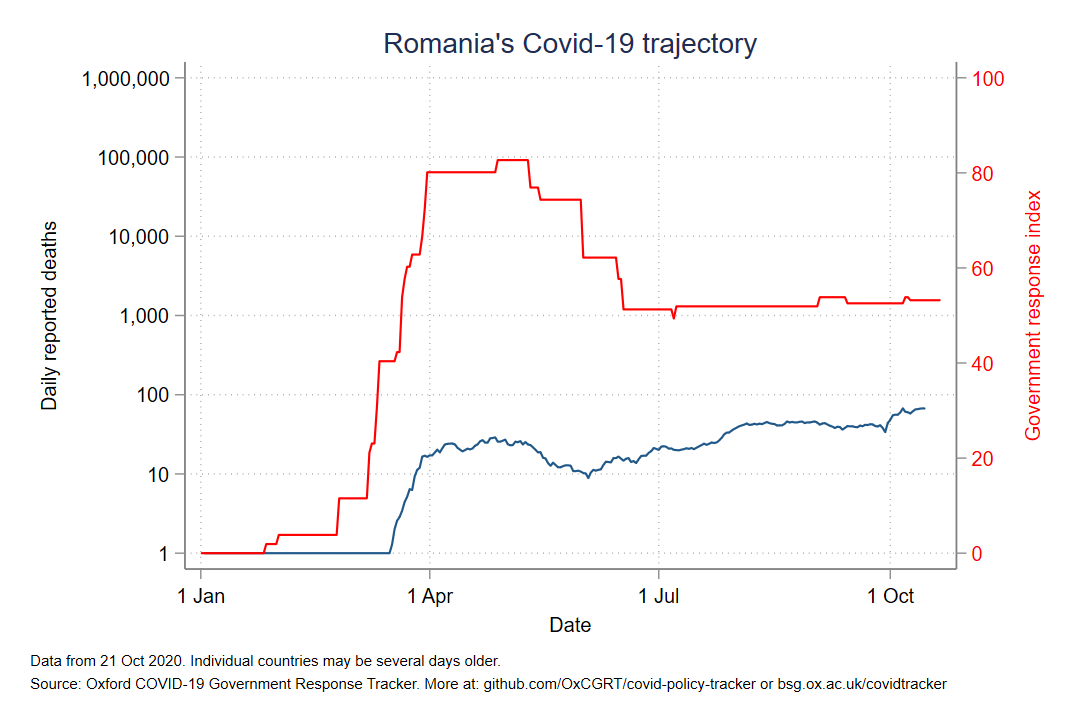 Romania's Covid-19 trajectory
1,000,000
100,000
10,000
1,000
100
10
1
Daily reported deaths
100
80
60
40
20
0
Government response index
1 Jan
1 Apr
1 Jul
1 Oct
Date
Data from 21 Oct 2020. Individual countries may be several days older.
Source: Oxford COVID-19 Government Response Tracker. More at: github.com/OxCGRT/covid-policy-tracker or bsg.ox.ac.uk/covidtracker